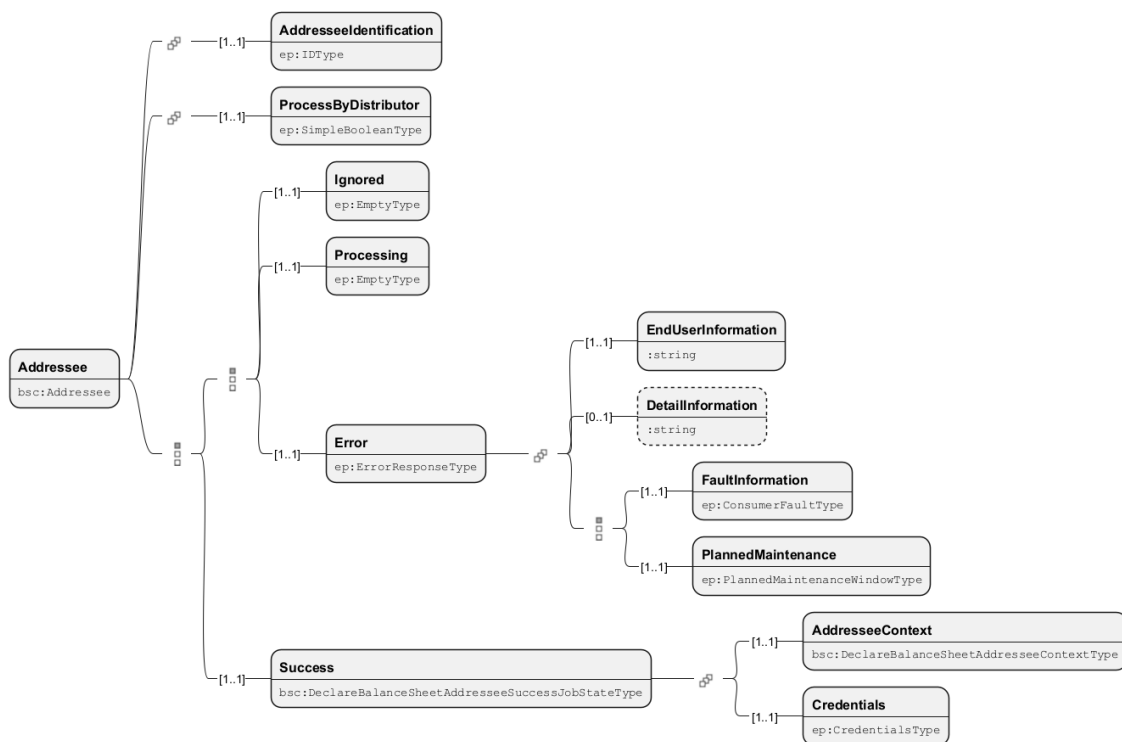 AddresseeIdentification
[1..1]
ep:IDType
ProcessByDistributor
[1..1]
ep:SimpleBooleanType
Ignored
[1..1]
ep:EmptyType
Processing
[1..1]
ep:EmptyType
EndUserInformation
[1..1]
:string
Addressee
bsc:Addressee
DetailInformation
[0..1]
:string
Error
[1..1]
ep:ErrorResponseType
FaultInformation
[1..1]
ep:ConsumerFaultType
PlannedMaintenance
[1..1]
ep:PlannedMaintenanceWindowType
AddresseeContext
[1..1]
bsc:DeclareBalanceSheetAddresseeContextType
Success
[1..1]
bsc:DeclareBalanceSheetAddresseeSuccessJobStateType
Credentials
[1..1]
ep:CredentialsType